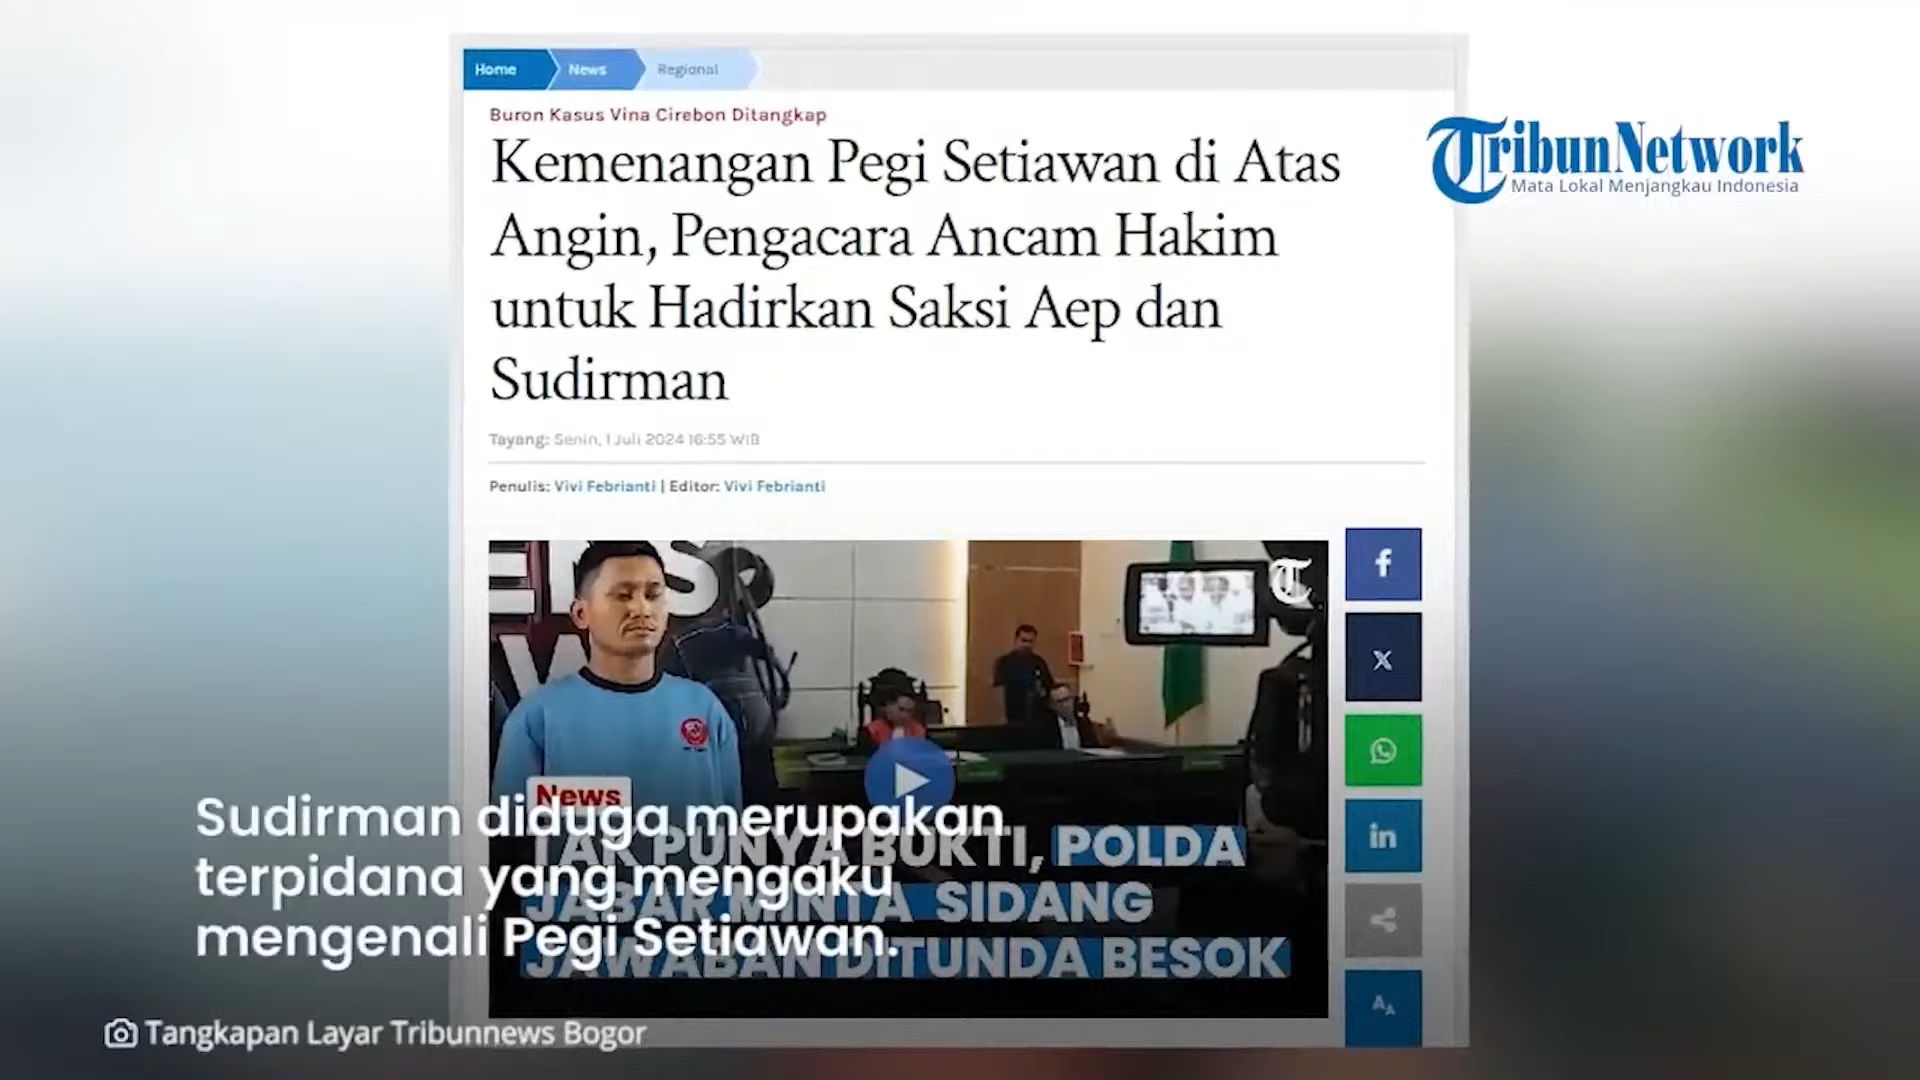 Home News Regional
Buron Kasus Vina Cirebon Ditangkap
Kemenangan Pegi Setiawan di Atas
Angin, Pengacara Ancam Hakim
untuk Hadirkan Saksi Aep dan
Sudirman
Tayang: Senin, 1 Juli 2024 16:55 WIB
Penulis: Vivi Febrianti | Editor: Vivi Febrianti
TribunNetwork
Mata Lokal Menjangkau Indonesia
f
X
in
AA
T
News
TAK PUNYA BUKTI, POLDA
JABAR MINTA SIDANG
JAWABAN DITUNDA BESOK
Sudirman diduga merupakan
terpidana yang mengaku
mengenali Pegi Setiawan.
Tangkapan Layar Tribunnews Bogor